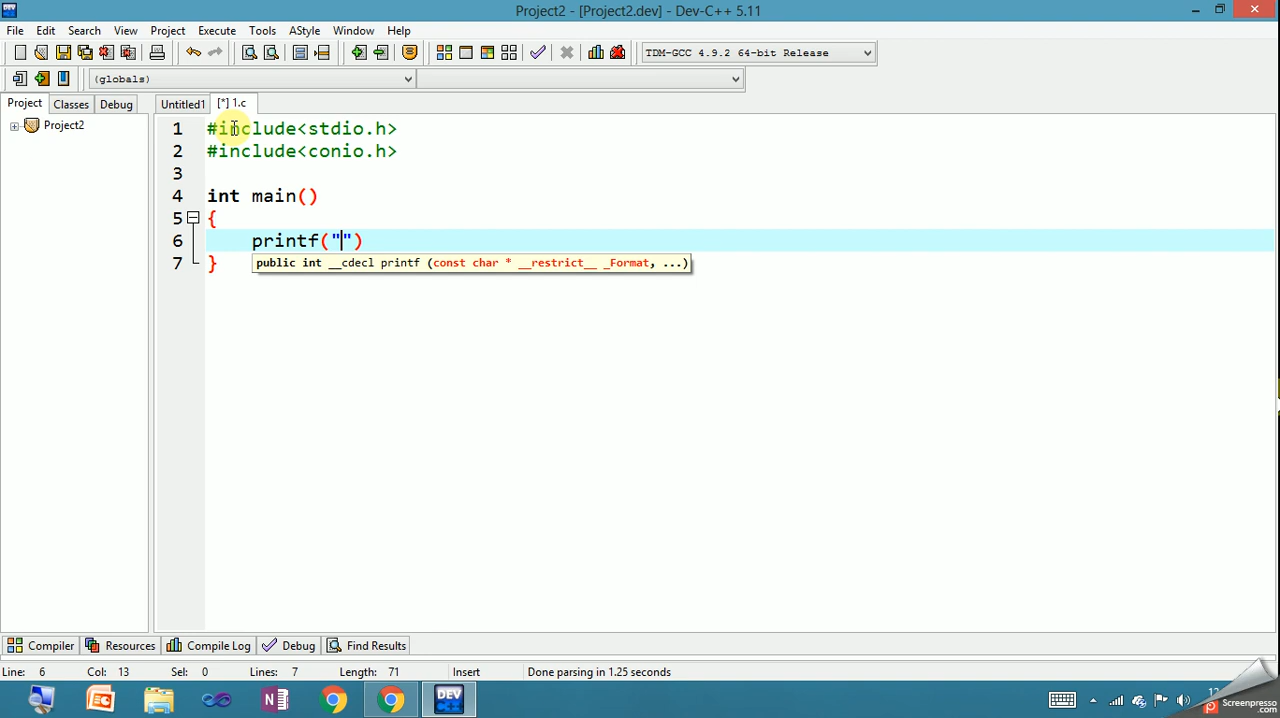 Project2 - [Project2.dev] - Dev-C++ 5.11
File Edit Search View Project Execute Tools AStyle Window Help
TDM-GCC 4.9.2 64-bit Release
(globals)
Project Classes Debug Untitled1 [*] 1.c
Project2
1 #include<stdio.h>
2 #include<conio.h>
3
4 int main()
5 {
6 printf("")
7 }
public int __cdecl printf (const char * __restrict__ _Format, ...)
Compiler Resources Compile Log Debug Find Results
Line: 6 Col: 13 Sel: 0 Lines: 7 Length: 71 Insert Done parsing in 1.25 seconds
DEV
Screenpresso
.com